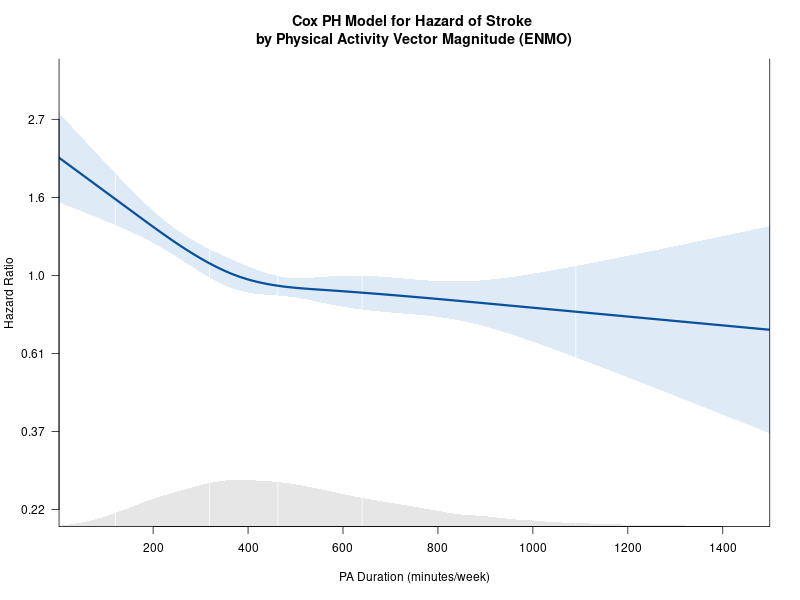 Cox PH Model for Hazard of Stroke
by Physical Activity Vector Magnitude (ENMO)
2.7
1.6
1.0
0.61
0.37
0.22
Hazard Ratio
200 400 600 800 1000 1200 1400
PA Duration (minutes/week)